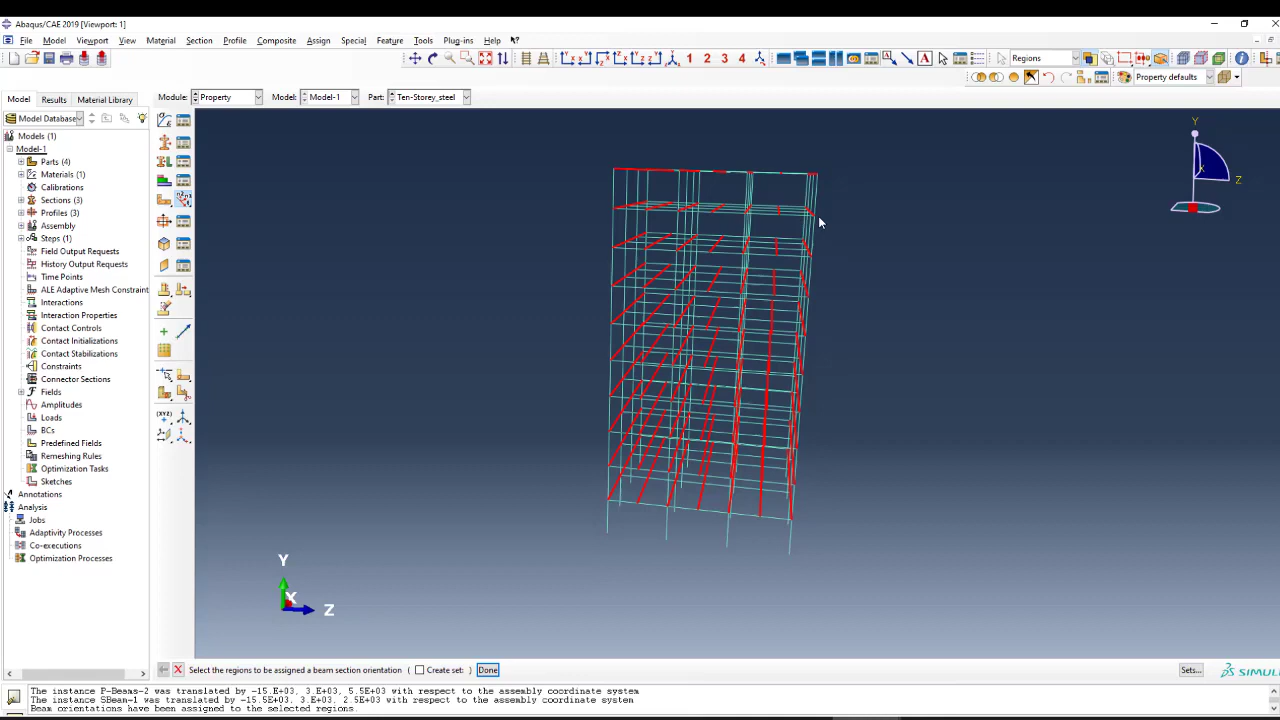 Abaqus/CAE 2019 [Viewport: 1]
File Model Viewport View Material Section Profile Composite Assign Special Feature Tools Plug-ins Help
1 2 3 4 Regions
Property defaults
Model Results Material Library Module: Property Model: Model-1 Part: Ten-Storey_steel
Model Database
Models (1)
Model-1
Parts (4)
Materials (1)
Calibrations
Sections (3)
Profiles (3)
Assembly
Steps (1)
Field Output Requests
History Output Requests
Time Points
ALE Adaptive Mesh Constraint
Interactions
Interaction Properties
Contact Controls
Contact Initializations
Contact Stabilizations
Constraints
Connector Sections
Fields
Amplitudes
Loads
BCs
Predefined Fields
Remeshing Rules
Optimization Tasks
Sketches
Annotations
Analysis
Jobs
Adaptivity Processes
Co-executions
Optimization Processes
Y
X
Z
Y
X
Z
Select the regions to be assigned a beam section orientation ( Create set: ) Done Sets... SIMULI
The instance P-Beams-2 was translated by -15.E+03, 3.E+03, 5.5E+03 with respect to the assembly coordinate system
The instance SBeam-1 was translated by -15.5E+03, 3.E+03, 2.5E+03 with respect to the assembly coordinate system
Beam orientations have been assigned to the selected regions.